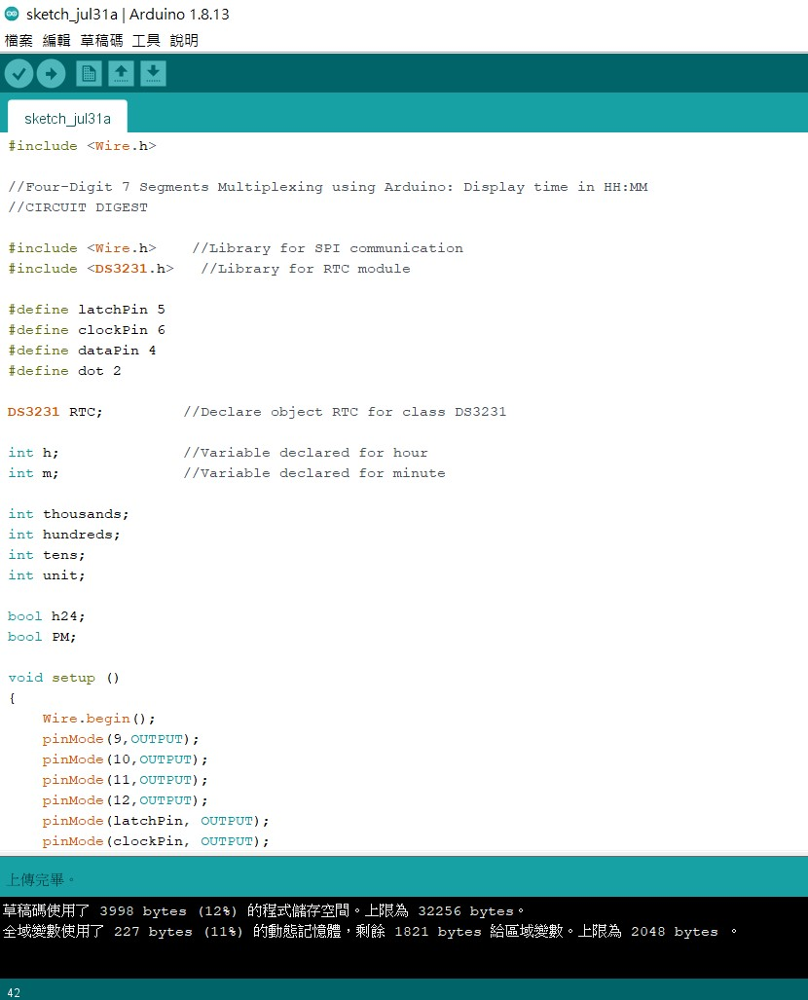 sketch_jul31a | Arduino 1.8.13
檔案 編輯 草稿碼 工具 說明
sketch_jul31a
#include <Wire.h>
//Four-Digit 7 Segments Multiplexing using Arduino: Display time in HH:MM
//CIRCUIT DIGEST
#include <Wire.h>    //Library for SPI communication
#include <DS3231.h>   //Library for RTC module
#define latchPin 5
#define clockPin 6
#define dataPin 4
#define dot 2
DS3231 RTC;         //Declare object RTC for class DS3231
int h;              //Variable declared for hour
int m;              //Variable declared for minute
int thousands;
int hundreds;
int tens;
int unit;
bool h24;
bool PM;
void setup ()
{
    Wire.begin();
    pinMode(9,OUTPUT);
    pinMode(10,OUTPUT);
    pinMode(11,OUTPUT);
    pinMode(12,OUTPUT);
    pinMode(latchPin, OUTPUT);
    pinMode(clockPin, OUTPUT);
上傳完畢。
草稿碼使用了 3998 bytes (12%) 的程式儲存空間。上限為 32256 bytes。
全域變數使用了 227 bytes (11%) 的動態記憶體，剩餘 1821 bytes 給區域變數。上限為 2048 bytes 。
42